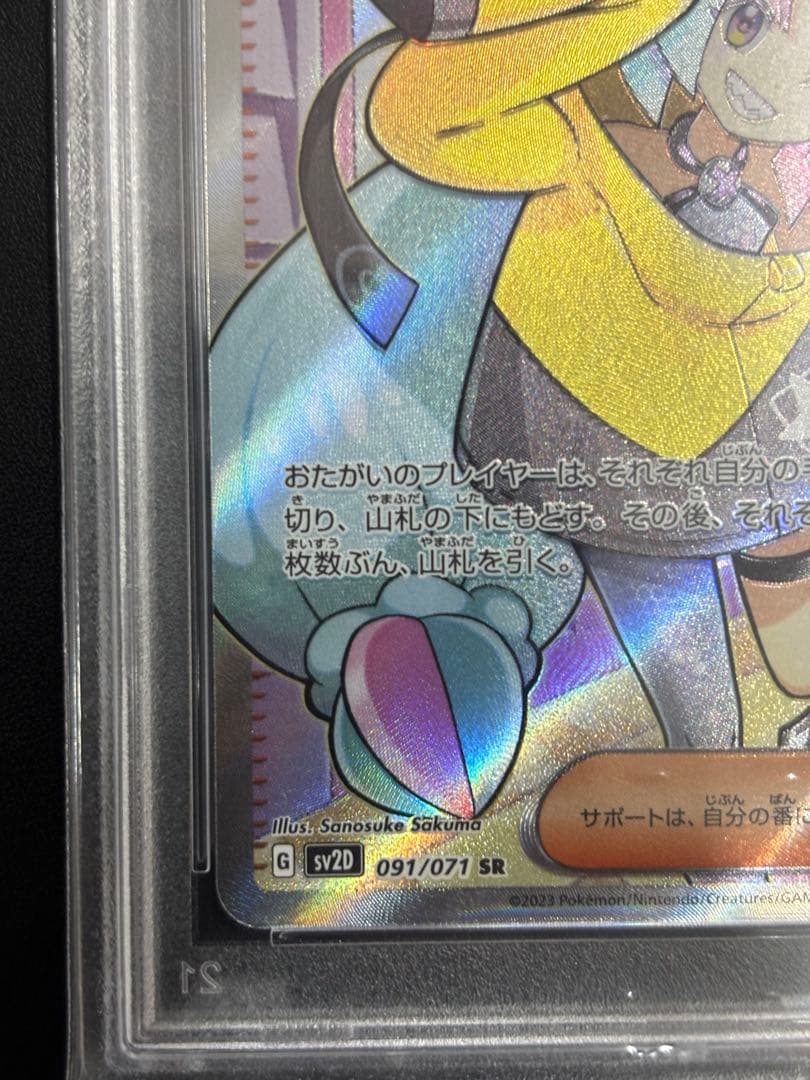 おたがいのプレイヤーは、それぞれ自分の
切り、山札の下にもどす。その後、それぞ
枚数ぶん、山札を引く。
サポートは、自分の番に
Illus. Sanosuke Sakuma
G SV2D 091/071 SR
©2023 Pokémon/Nintendo/Creatures/GAM
21